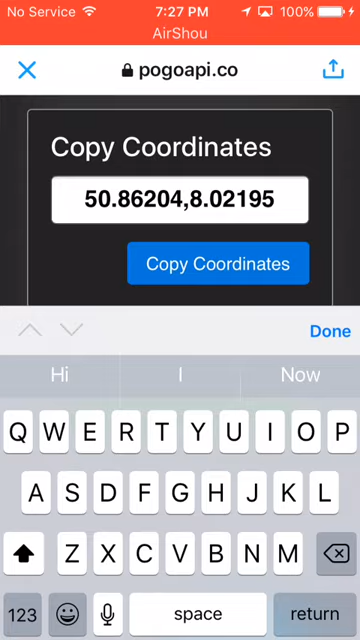 No Service 7:27 PM 100%
AirShou
pogoapi.co
Copy Coordinates
50.86204,8.02195
Copy Coordinates
Done
Hi I Now
Q W E R T Y U I O P
A S D F G H J K L
Z X C V B N M
123 space return